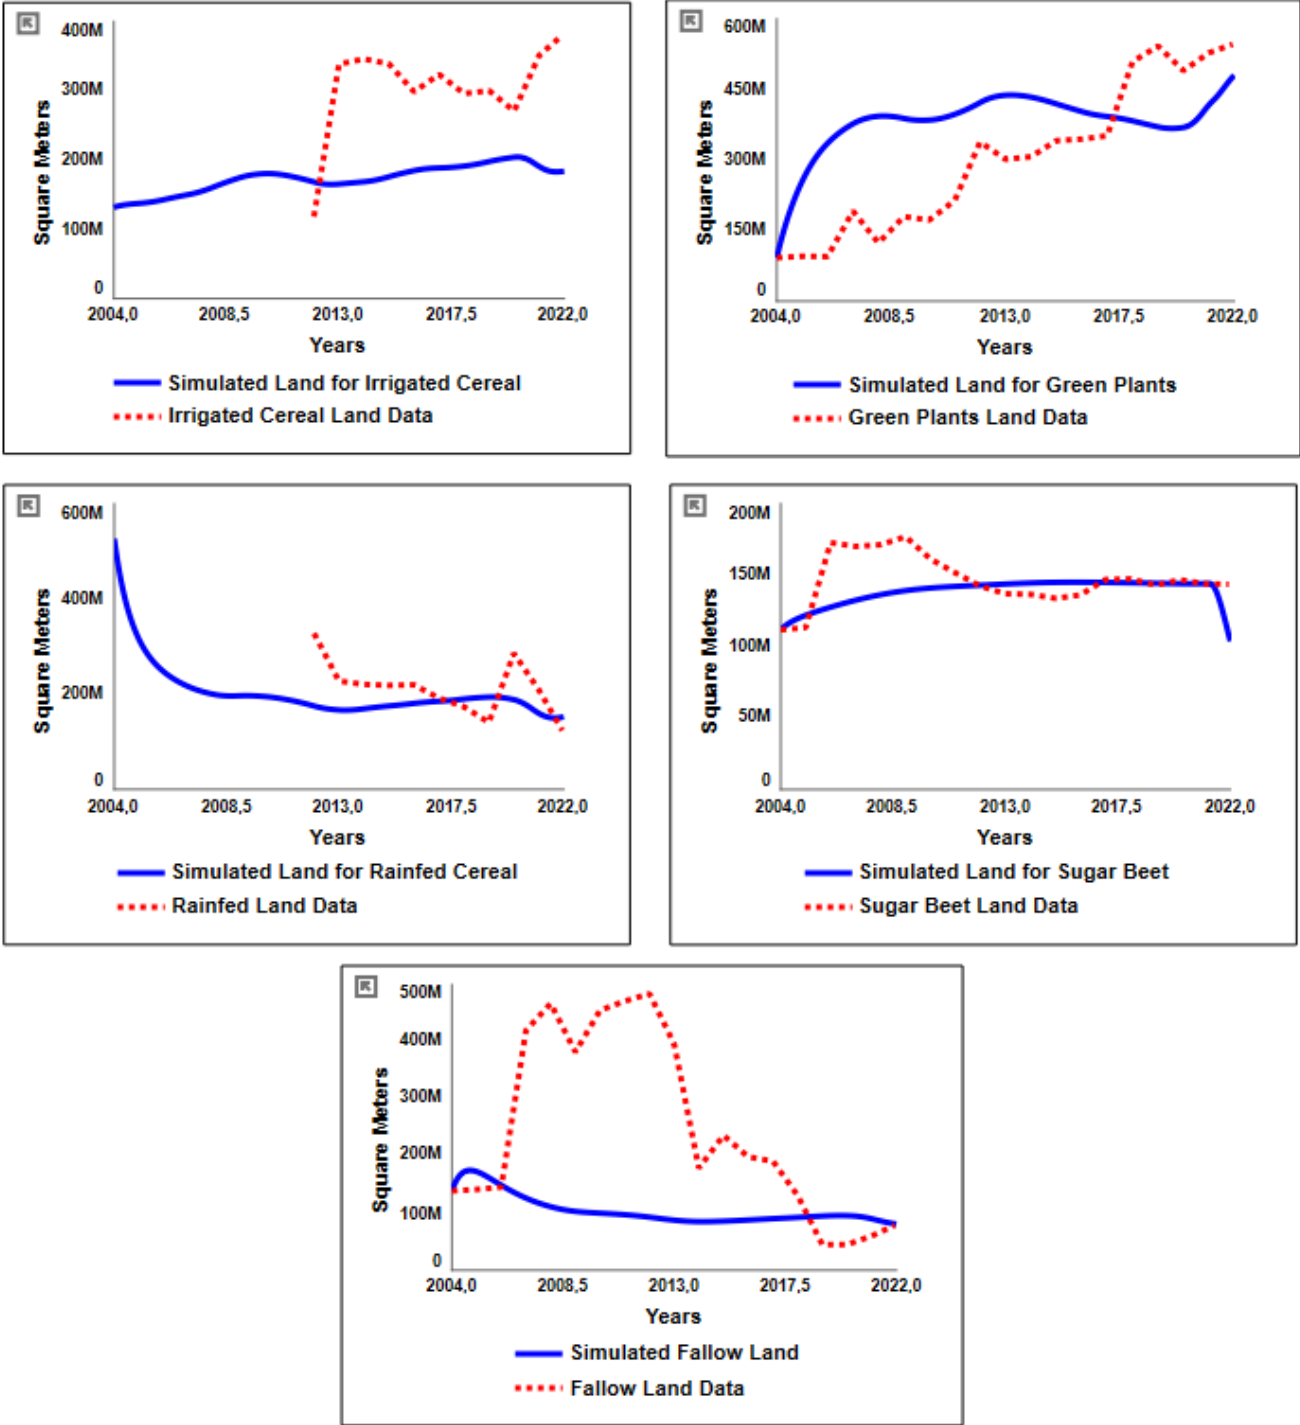 400M
300M
200M
100M
0
Square Meters
2004,0 2008,5 2013,0 2017,5 2022,0
Years
Simulated Land for Irrigated Cereal
Irrigated Cereal Land Data
600M
450M
300M
150M
0
Square Meters
2004,0 2008,5 2013,0 2017,5 2022,0
Years
Simulated Land for Green Plants
Green Plants Land Data
600M
400M
200M
0
Square Meters
2004,0 2008,5 2013,0 2017,5 2022,0
Years
Simulated Land for Rainfed Cereal
Rainfed Land Data
200M
150M
100M
50M
0
Square Meters
2004,0 2008,5 2013,0 2017,5 2022,0
Years
Simulated Land for Sugar Beet
Sugar Beet Land Data
500M
400M
300M
200M
100M
0
Square Meters
2004,0 2008,5 2013,0 2017,5 2022,0
Years
Simulated Fallow Land
Fallow Land Data